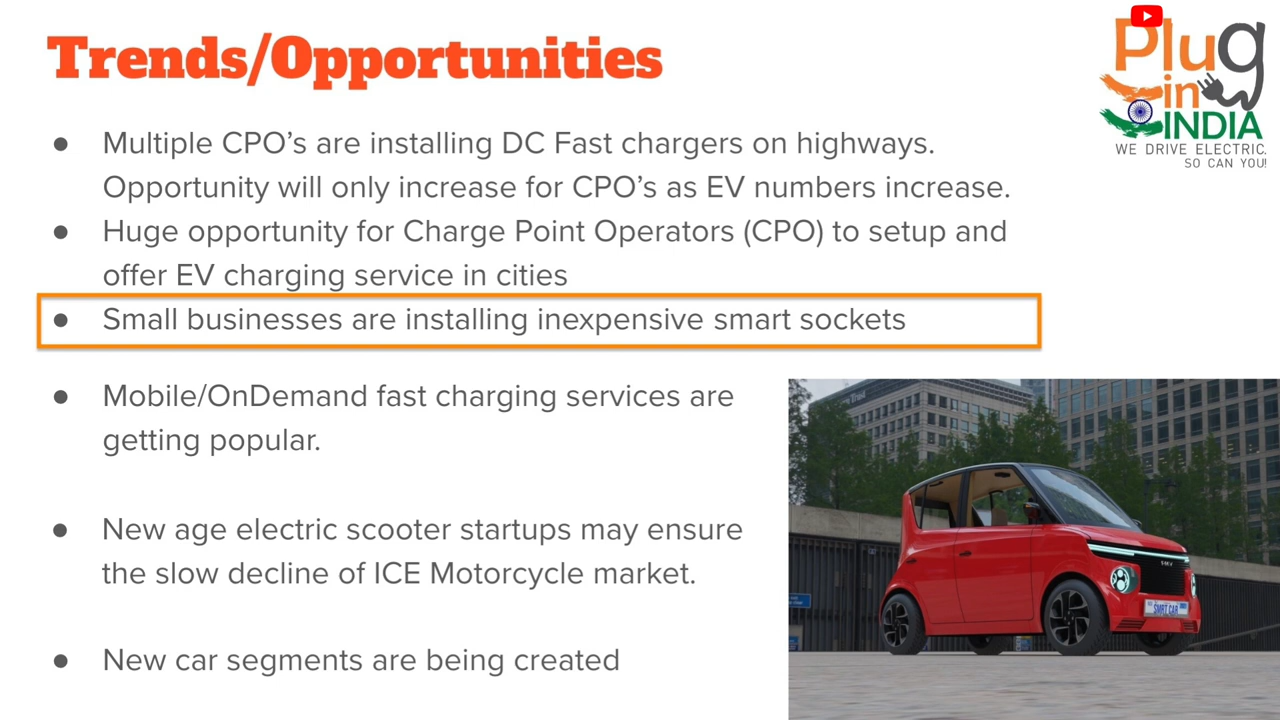 Trends/Opportunities
Plug
in
INDIA
WE DRIVE ELECTRIC.
SO CAN YOU!
● Multiple CPO’s are installing DC Fast chargers on highways.
Opportunity will only increase for CPO’s as EV numbers increase.
● Huge opportunity for Charge Point Operators (CPO) to setup and
offer EV charging service in cities
● Small businesses are installing inexpensive smart sockets
● Mobile/OnDemand fast charging services are
getting popular.
● New age electric scooter startups may ensure
the slow decline of ICE Motorcycle market.
● New car segments are being created
SMRT CAR